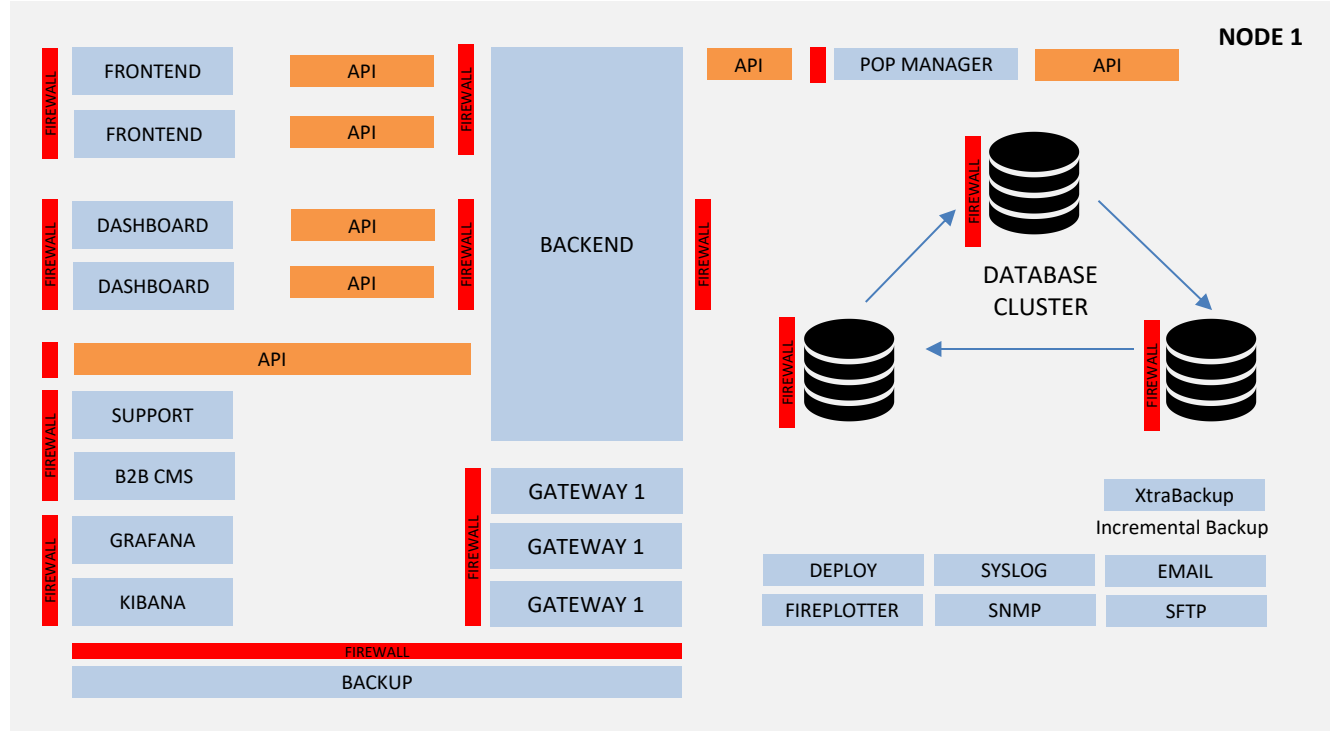 NODE 1
FIREWALL
FRONTEND
API
FIREWALL
API
POP MANAGER
API
FRONTEND
API
FIREWALL
DASHBOARD
API
FIREWALL
BACKEND
FIREWALL
DASHBOARD
API
API
FIREWALL
SUPPORT
B2B CMS
FIREWALL
GRAFANA
KIBANA
FIREWALL
GATEWAY 1
GATEWAY 1
GATEWAY 1
FIREWALL
BACKUP
FIREWALL
DATABASE
CLUSTER
FIREWALL
FIREWALL
XtraBackup
Incremental Backup
DEPLOY
SYSLOG
EMAIL
FIREPLOTTER
SNMP
SFTP